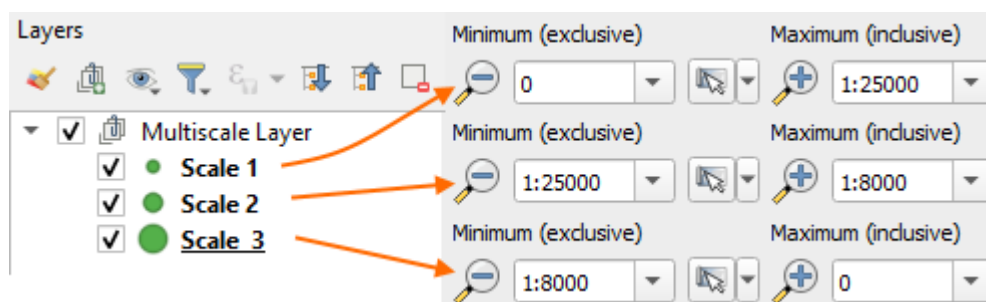 Layers
Minimum (exclusive) Maximum (inclusive)
0 1:25000
Multiscale Layer
Minimum (exclusive) Maximum (inclusive)
Scale 1
1:25000 1:8000
Scale 2
Minimum (exclusive) Maximum (inclusive)
Scale 3
1:8000 0